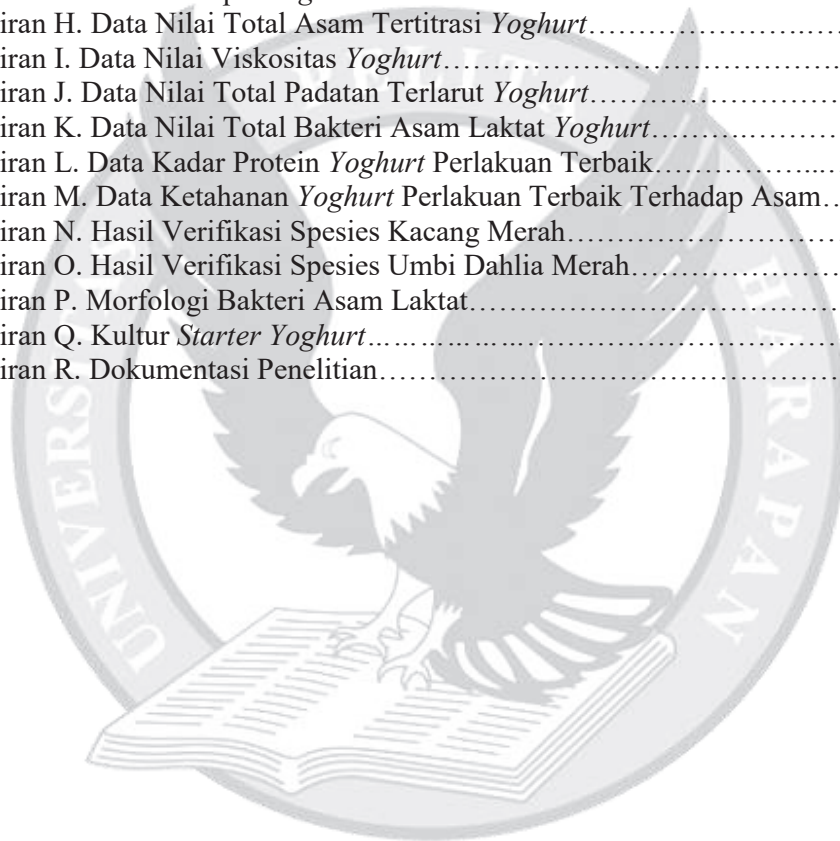 iran H. Data Nilai Total Asam Tertitrasi Yoghurt……………………
iran I. Data Nilai Viskositas Yoghurt……………………………………
iran J. Data Nilai Total Padatan Terlarut Yoghurt……………………
iran K. Data Nilai Total Bakteri Asam Laktat Yoghurt………………
iran L. Data Kadar Protein Yoghurt Perlakuan Terbaik………………...…
iran M. Data Ketahanan Yoghurt Perlakuan Terbaik Terhadap Asam…
iran N. Hasil Verifikasi Spesies Kacang Merah………………………
iran O. Hasil Verifikasi Spesies Umbi Dahlia Merah…………………
iran P. Morfologi Bakteri Asam Laktat…………………………………
iran Q. Kultur Starter Yoghurt……………………………………………
iran R. Dokumentasi Penelitian…………………………………………
UNIVERSITAS PELITA HARAPAN